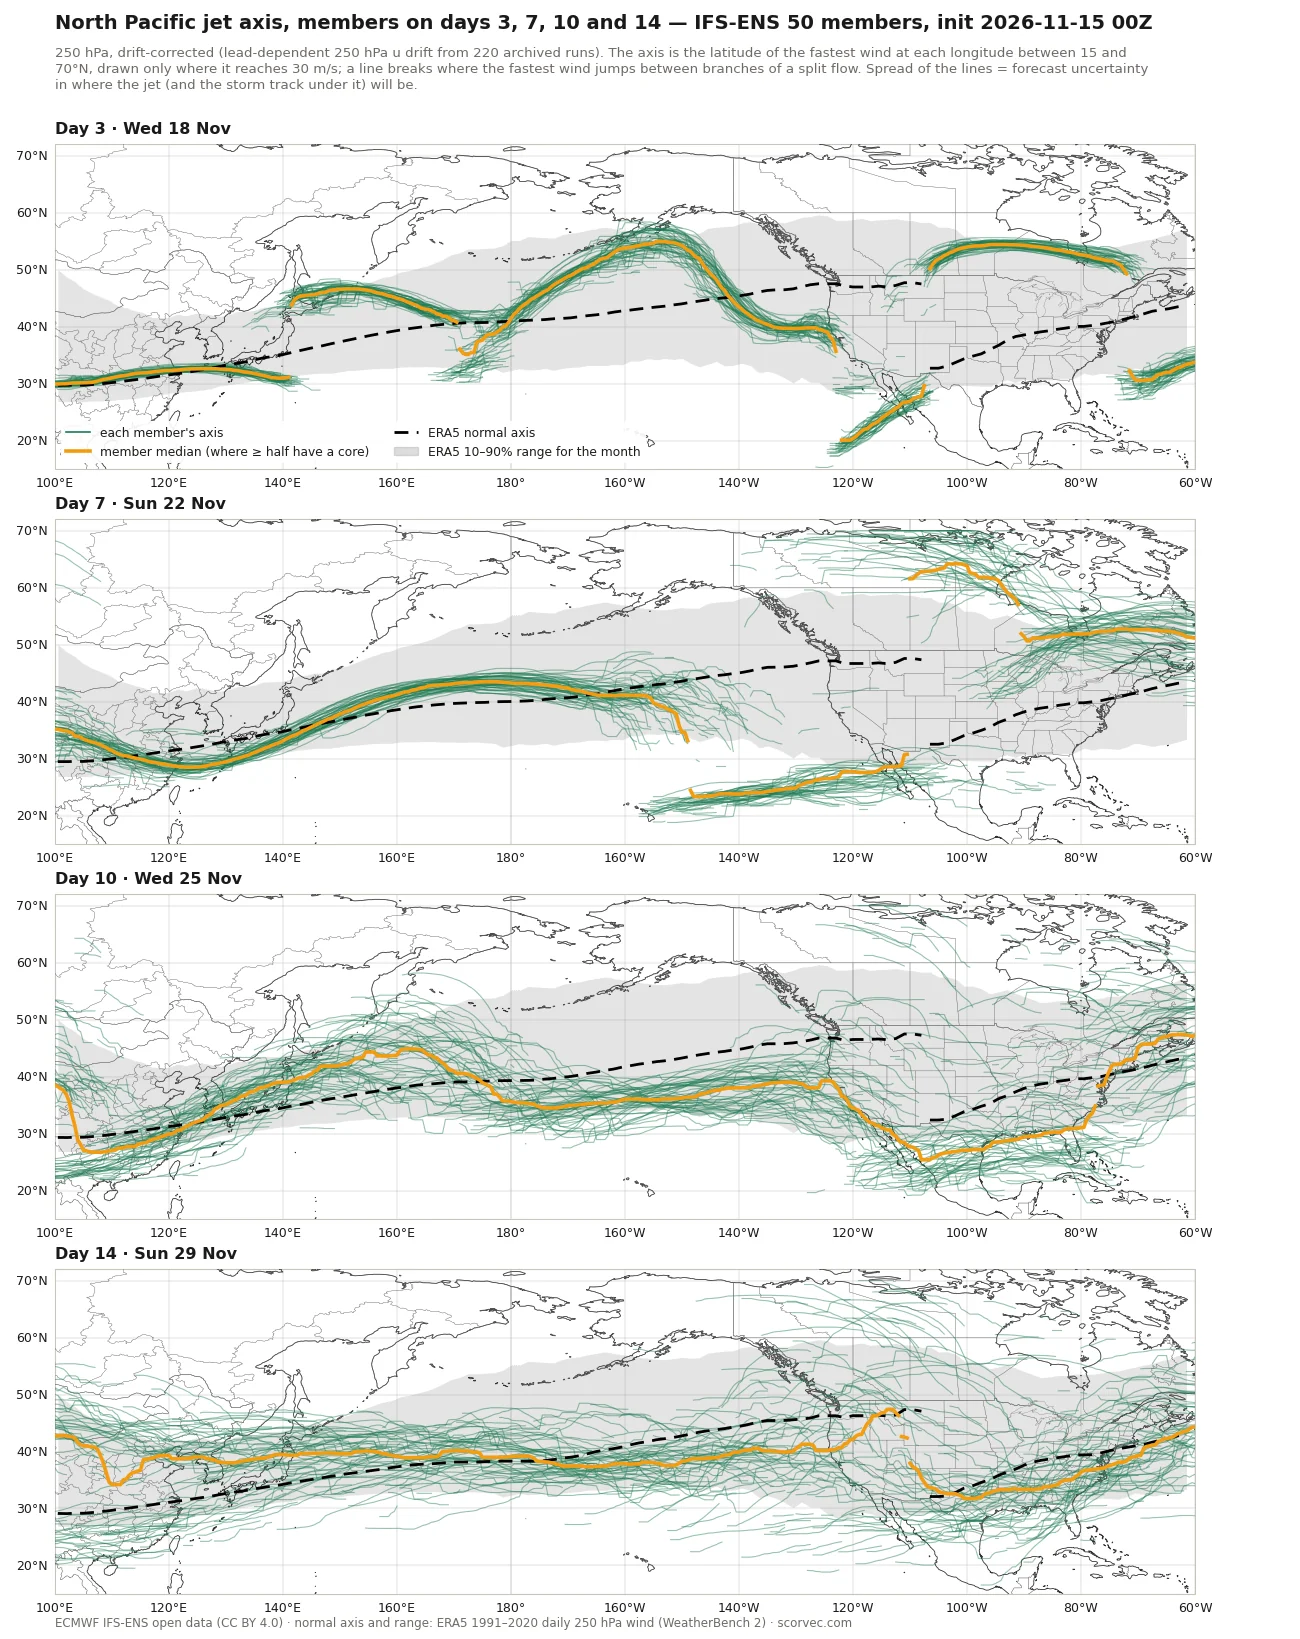 North Pacific jet axis, members on days 3, 7, 10 and 14 — IFS-ENS 50 members, init 2026-11-15 00Z
250 hPa, drift-corrected (lead-dependent 250 hPa u drift from 220 archived runs). The axis is the latitude of the fastest wind at each longitude between 15 and
70°N, drawn only where it reaches 30 m/s; a line breaks where the fastest wind jumps between branches of a split flow. Spread of the lines = forecast uncertainty
in where the jet (and the storm track under it) will be.
Day 3 · Wed 18 Nov
70°N
60°N
50°N
40°N
30°N
20°N
each member's axis
member median (where ≥ half have a core)
ERA5 normal axis
ERA5 10–90% range for the month
100°E 120°E 140°E 160°E 180° 160°W 140°W 120°W 100°W 80°W 60°W
Day 7 · Sun 22 Nov
70°N
60°N
50°N
40°N
30°N
20°N
100°E 120°E 140°E 160°E 180° 160°W 140°W 120°W 100°W 80°W 60°W
Day 10 · Wed 25 Nov
70°N
60°N
50°N
40°N
30°N
20°N
100°E 120°E 140°E 160°E 180° 160°W 140°W 120°W 100°W 80°W 60°W
Day 14 · Sun 29 Nov
70°N
60°N
50°N
40°N
30°N
20°N
100°E 120°E 140°E 160°E 180° 160°W 140°W 120°W 100°W 80°W 60°W
ECMWF IFS-ENS open data (CC BY 4.0) · normal axis and range: ERA5 1991–2020 daily 250 hPa wind (WeatherBench 2) · scorvec.com